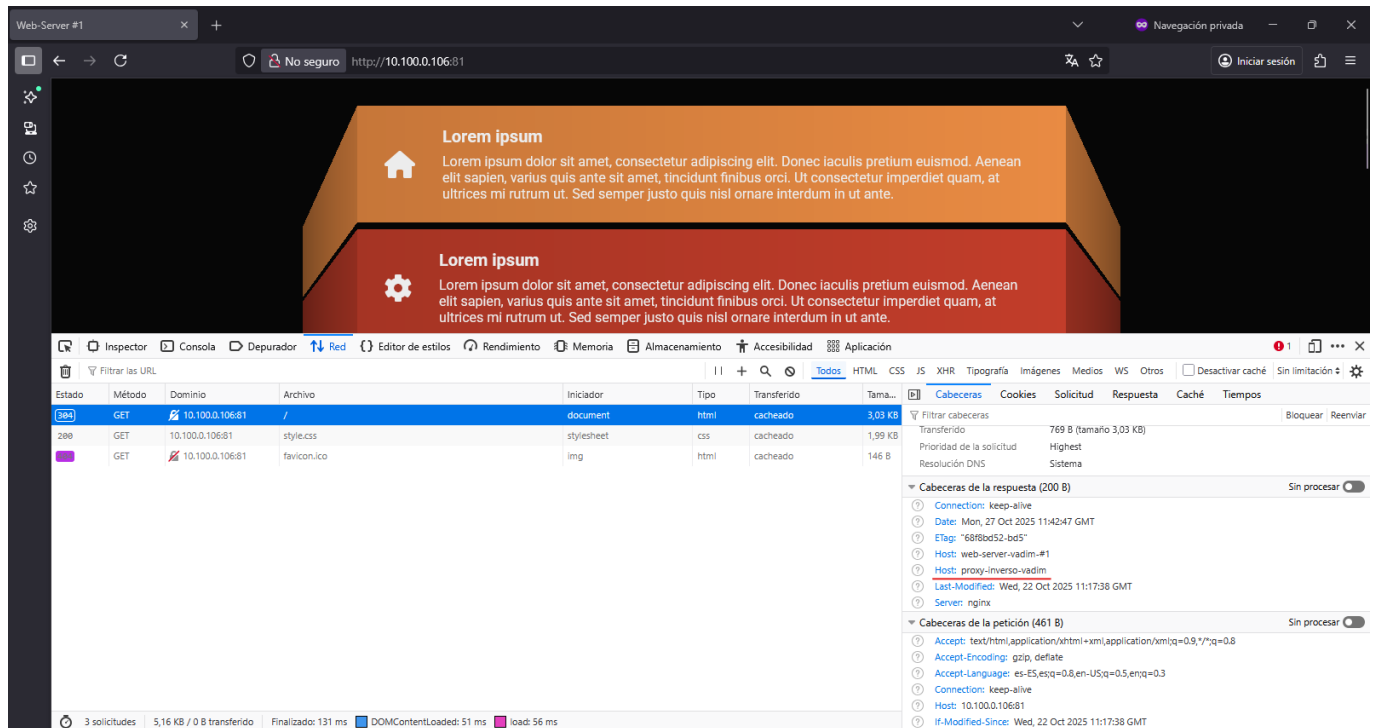 Web-Server #1
Navegación privada
No seguro http://10.100.0.106:81
Iniciar sesión
Lorem ipsum
Lorem ipsum dolor sit amet, consectetur adipiscing elit. Donec iaculis pretium euismod. Aenean
elit sapien, varius quis ante sit amet, tincidunt finibus orci. Ut consectetur imperdiet quam, at
ultrices mi rutrum ut. Sed semper justo quis nisl ornare interdum in ut ante.
Lorem ipsum
Lorem ipsum dolor sit amet, consectetur adipiscing elit. Donec iaculis pretium euismod. Aenean
elit sapien, varius quis ante sit amet, tincidunt finibus orci. Ut consectetur imperdiet quam, at
ultrices mi rutrum ut. Sed semper justo quis nisl ornare interdum in ut ante.
Inspector Consola Depurador Red Editor de estilos Rendimiento Memoria Almacenamiento Accesibilidad Aplicación 1
Filtrar las URL Todos HTML CSS JS XHR Tipografía Imágenes Medios WS Otros Desactivar caché Sin limitación
Estado Método Dominio Archivo Iniciador Tipo Transferido Tama... Cabeceras Cookies Solicitud Respuesta Caché Tiempos
304 GET 10.100.0.106:81 / document html cacheado 3,03 KB
200 GET 10.100.0.106:81 style.css stylesheet css cacheado 1,99 KB
GET 10.100.0.106:81 favicon.ico img html cacheado 146 B
Filtrar cabeceras Bloquear Reenviar
Transferido 769 B (tamaño 3,03 KB)
Prioridad de la solicitud Highest
Resolución DNS Sistema
Cabeceras de la respuesta (200 B) Sin procesar
Connection: keep-alive
Date: Mon, 27 Oct 2025 11:42:47 GMT
ETag: "68f8bd52-bd5"
Host: web-server-vadim-#1
Host: proxy-inverso-vadim
Last-Modified: Wed, 22 Oct 2025 11:17:38 GMT
Server: nginx
Cabeceras de la petición (461 B) Sin procesar
Accept: text/html,application/xhtml+xml,application/xml;q=0.9,*/*;q=0.8
Accept-Encoding: gzip, deflate
Accept-Language: es-ES,es;q=0.8,en-US;q=0.5,en;q=0.3
Connection: keep-alive
Host: 10.100.0.106:81
If-Modified-Since: Wed, 22 Oct 2025 11:17:38 GMT
3 solicitudes 5,16 KB / 0 B transferido Finalizado: 131 ms DOMContentLoaded: 51 ms load: 56 ms